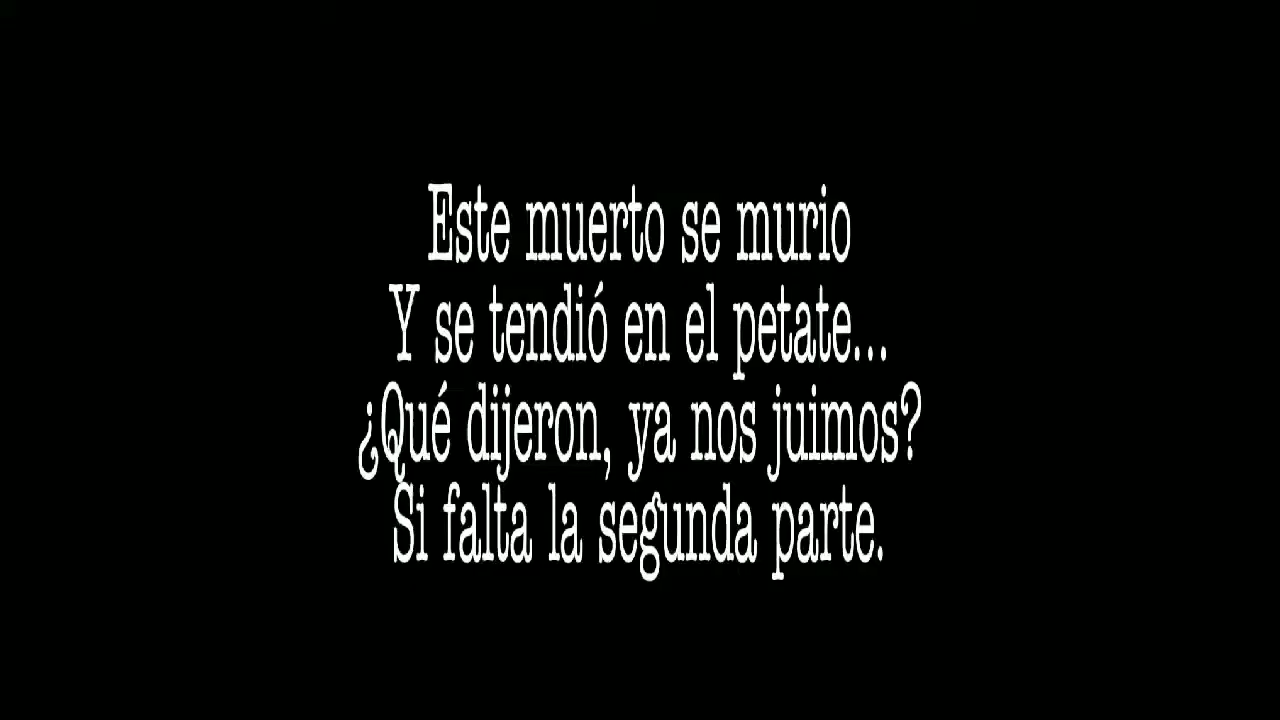 Este muerto se murio
Y se tendió en el petate...
¿Qué dijeron, ya nos juimos?
Si falta la segunda parte.